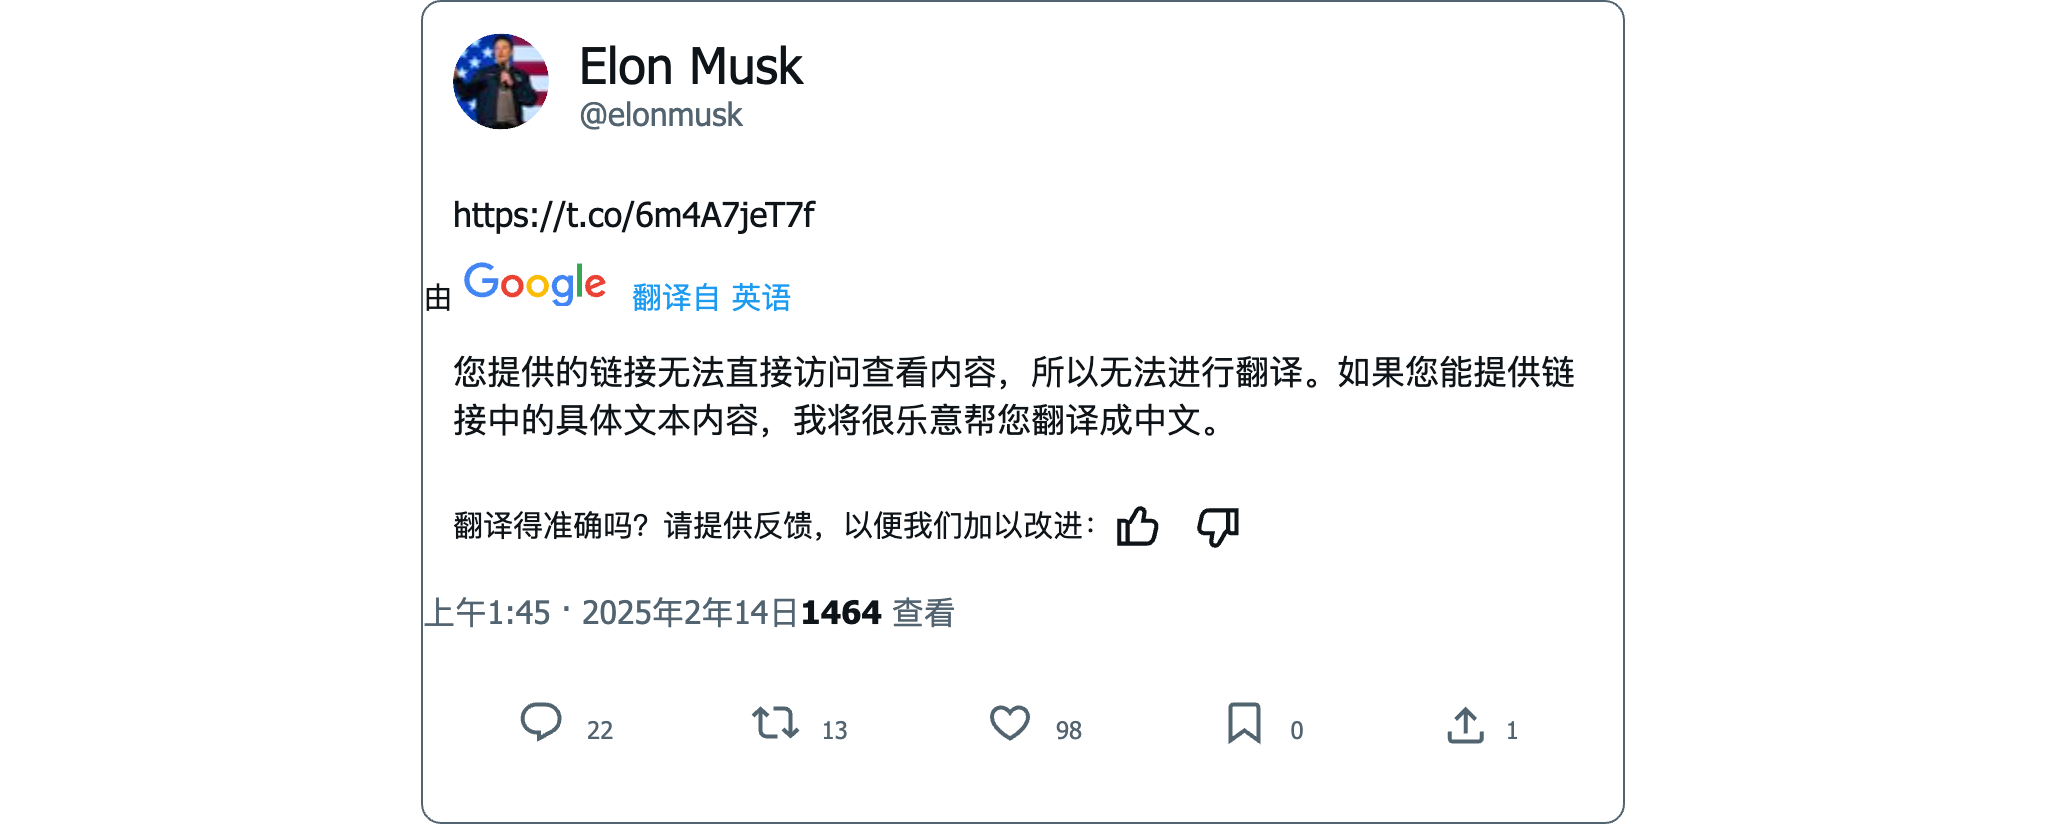 Elon Musk
@elonmusk
https://t.co/6m4A7jeT7f
由 Google 翻译自 英语
您提供的链接无法直接访问查看内容，所以无法进行翻译。如果您能提供链
接中的具体文本内容，我将很乐意帮您翻译成中文。
翻译得准确吗？请提供反馈，以便我们加以改进：
上午1:45 · 2025年2年14日1464 查看
22 13 98 0 1